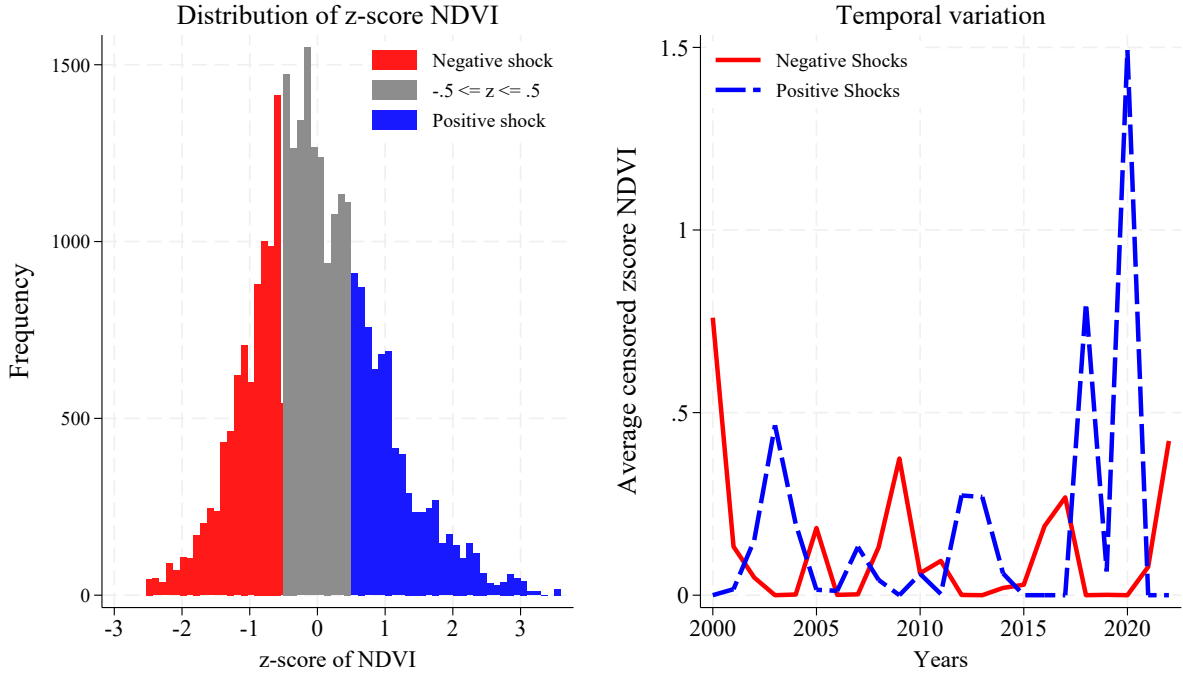 Distribution of z-score NDVI
Negative shock
-.5 <= z <= .5
Positive shock
Frequency
1500
1000
500
0
-3 -2 -1 0 1 2 3
z-score of NDVI
Temporal variation
Negative Shocks
Positive Shocks
Average censored zscore NDVI
1.5
1
.5
0
2000 2005 2010 2015 2020
Years